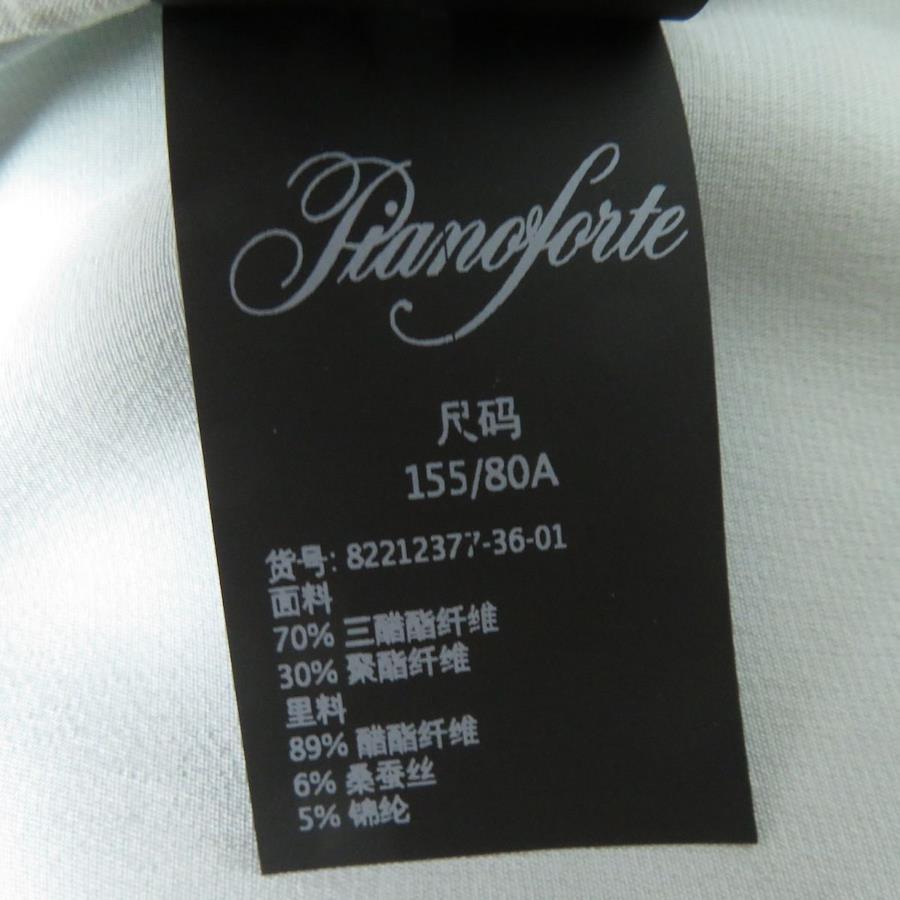 Pianoforte
尺码
155/80A
货号: 82212377-36-01
面料
70% 三醋酯纤维
30% 聚酯纤维
里料
89% 醋酯纤维
6% 桑蚕丝
5% 锦纶